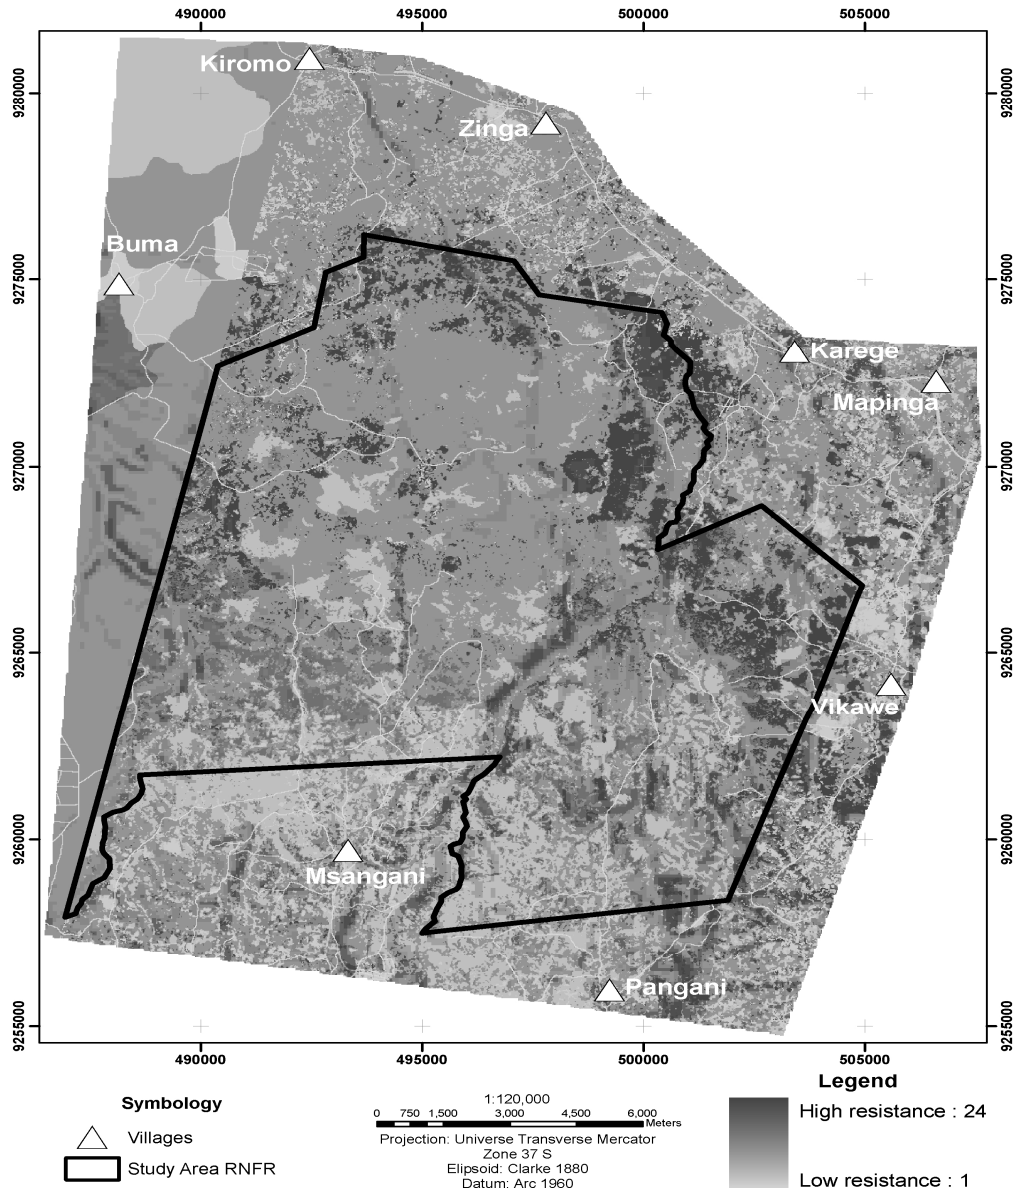 490000 495000 500000 505000
9280000 9280000
Kiromo
Zinga
Buma
9275000 9275000
Karege
Mapinga
9270000 9270000
9265000 9265000
Vikawe
9260000 9260000
Msangani
Pangani
9255000 9255000
490000 495000 500000 505000
Symbology
Villages
Study Area RNFR
1:120,000
0 750 1,500 3,000 4,500 6,000
Meters
Projection: Universe Transverse Mercator
Zone 37 S
Elipsoid: Clarke 1880
Datum: Arc 1960
Legend
High resistance : 24
Low resistance : 1